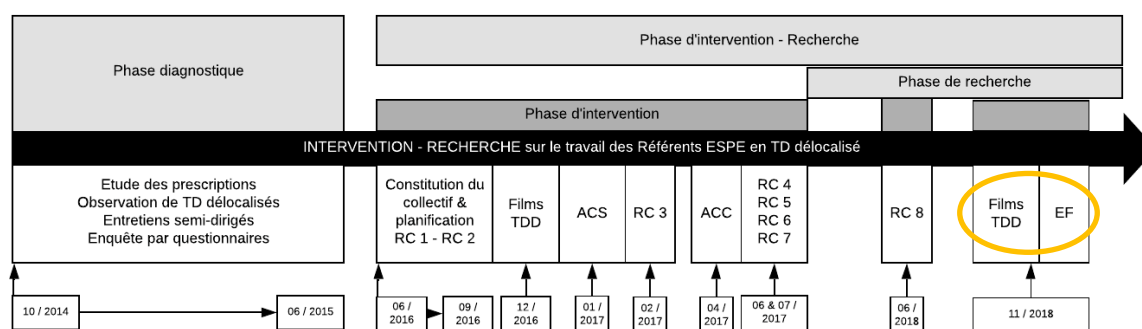 Phase diagnostique
Phase d'intervention - Recherche
Phase de recherche
Phase d'intervention
INTERVENTION - RECHERCHE sur le travail des Référents ESPE en TD délocalisé
Etude des prescriptions
Observation de TD délocalisés
Entretiens semi-dirigés
Enquête par questionnaires
Constitution du
collectif &
planification
RC 1 - RC 2
Films
TDD
ACS
RC 3
ACC
RC 4
RC 5
RC 6
RC 7
RC 8
Films
TDD
EF
10 / 2014
06 / 2015
06 /
2016
09 /
2016
12 /
2016
01 /
2017
02 /
2017
04 /
2017
06 & 07 /
2017
06 /
2018
11 / 2018